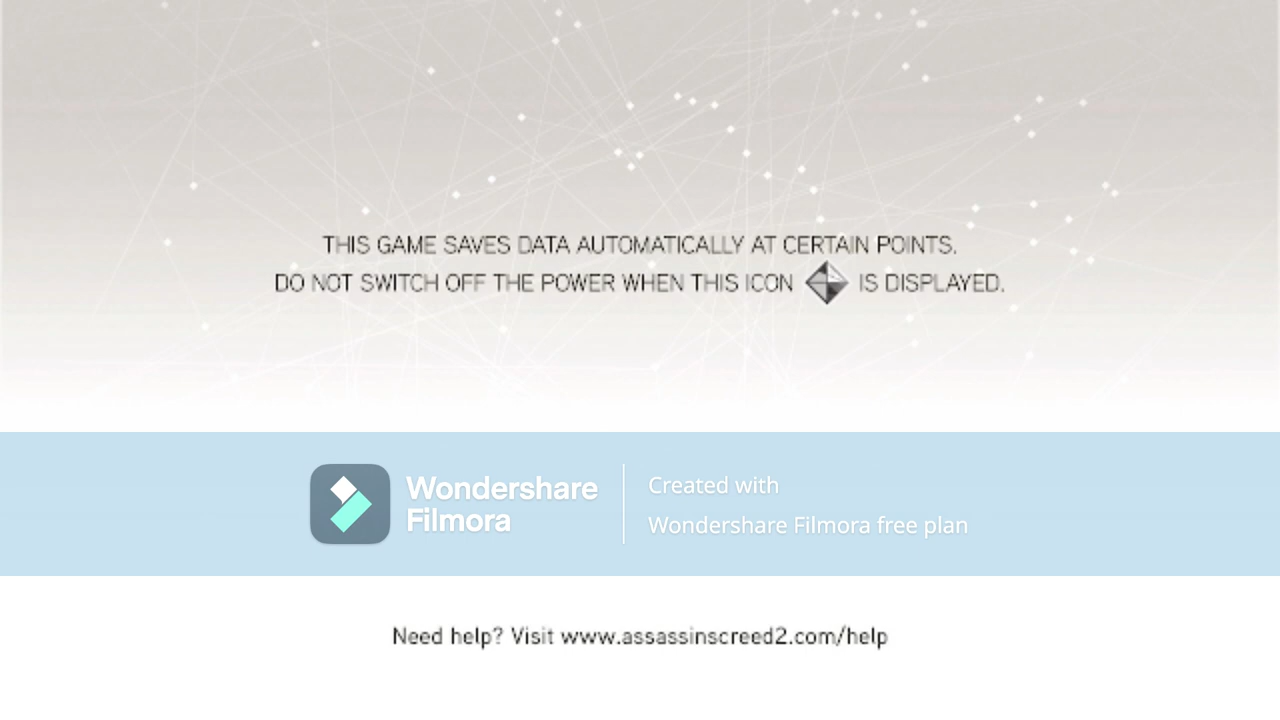 THIS GAME SAVES DATA AUTOMATICALLY AT CERTAIN POINTS.
DO NOT SWITCH OFF THE POWER WHEN THIS ICON IS DISPLAYED.
Wondershare
Filmora
Created with
Wondershare Filmora free plan
Need help? Visit www.assassinscreed2.com/help